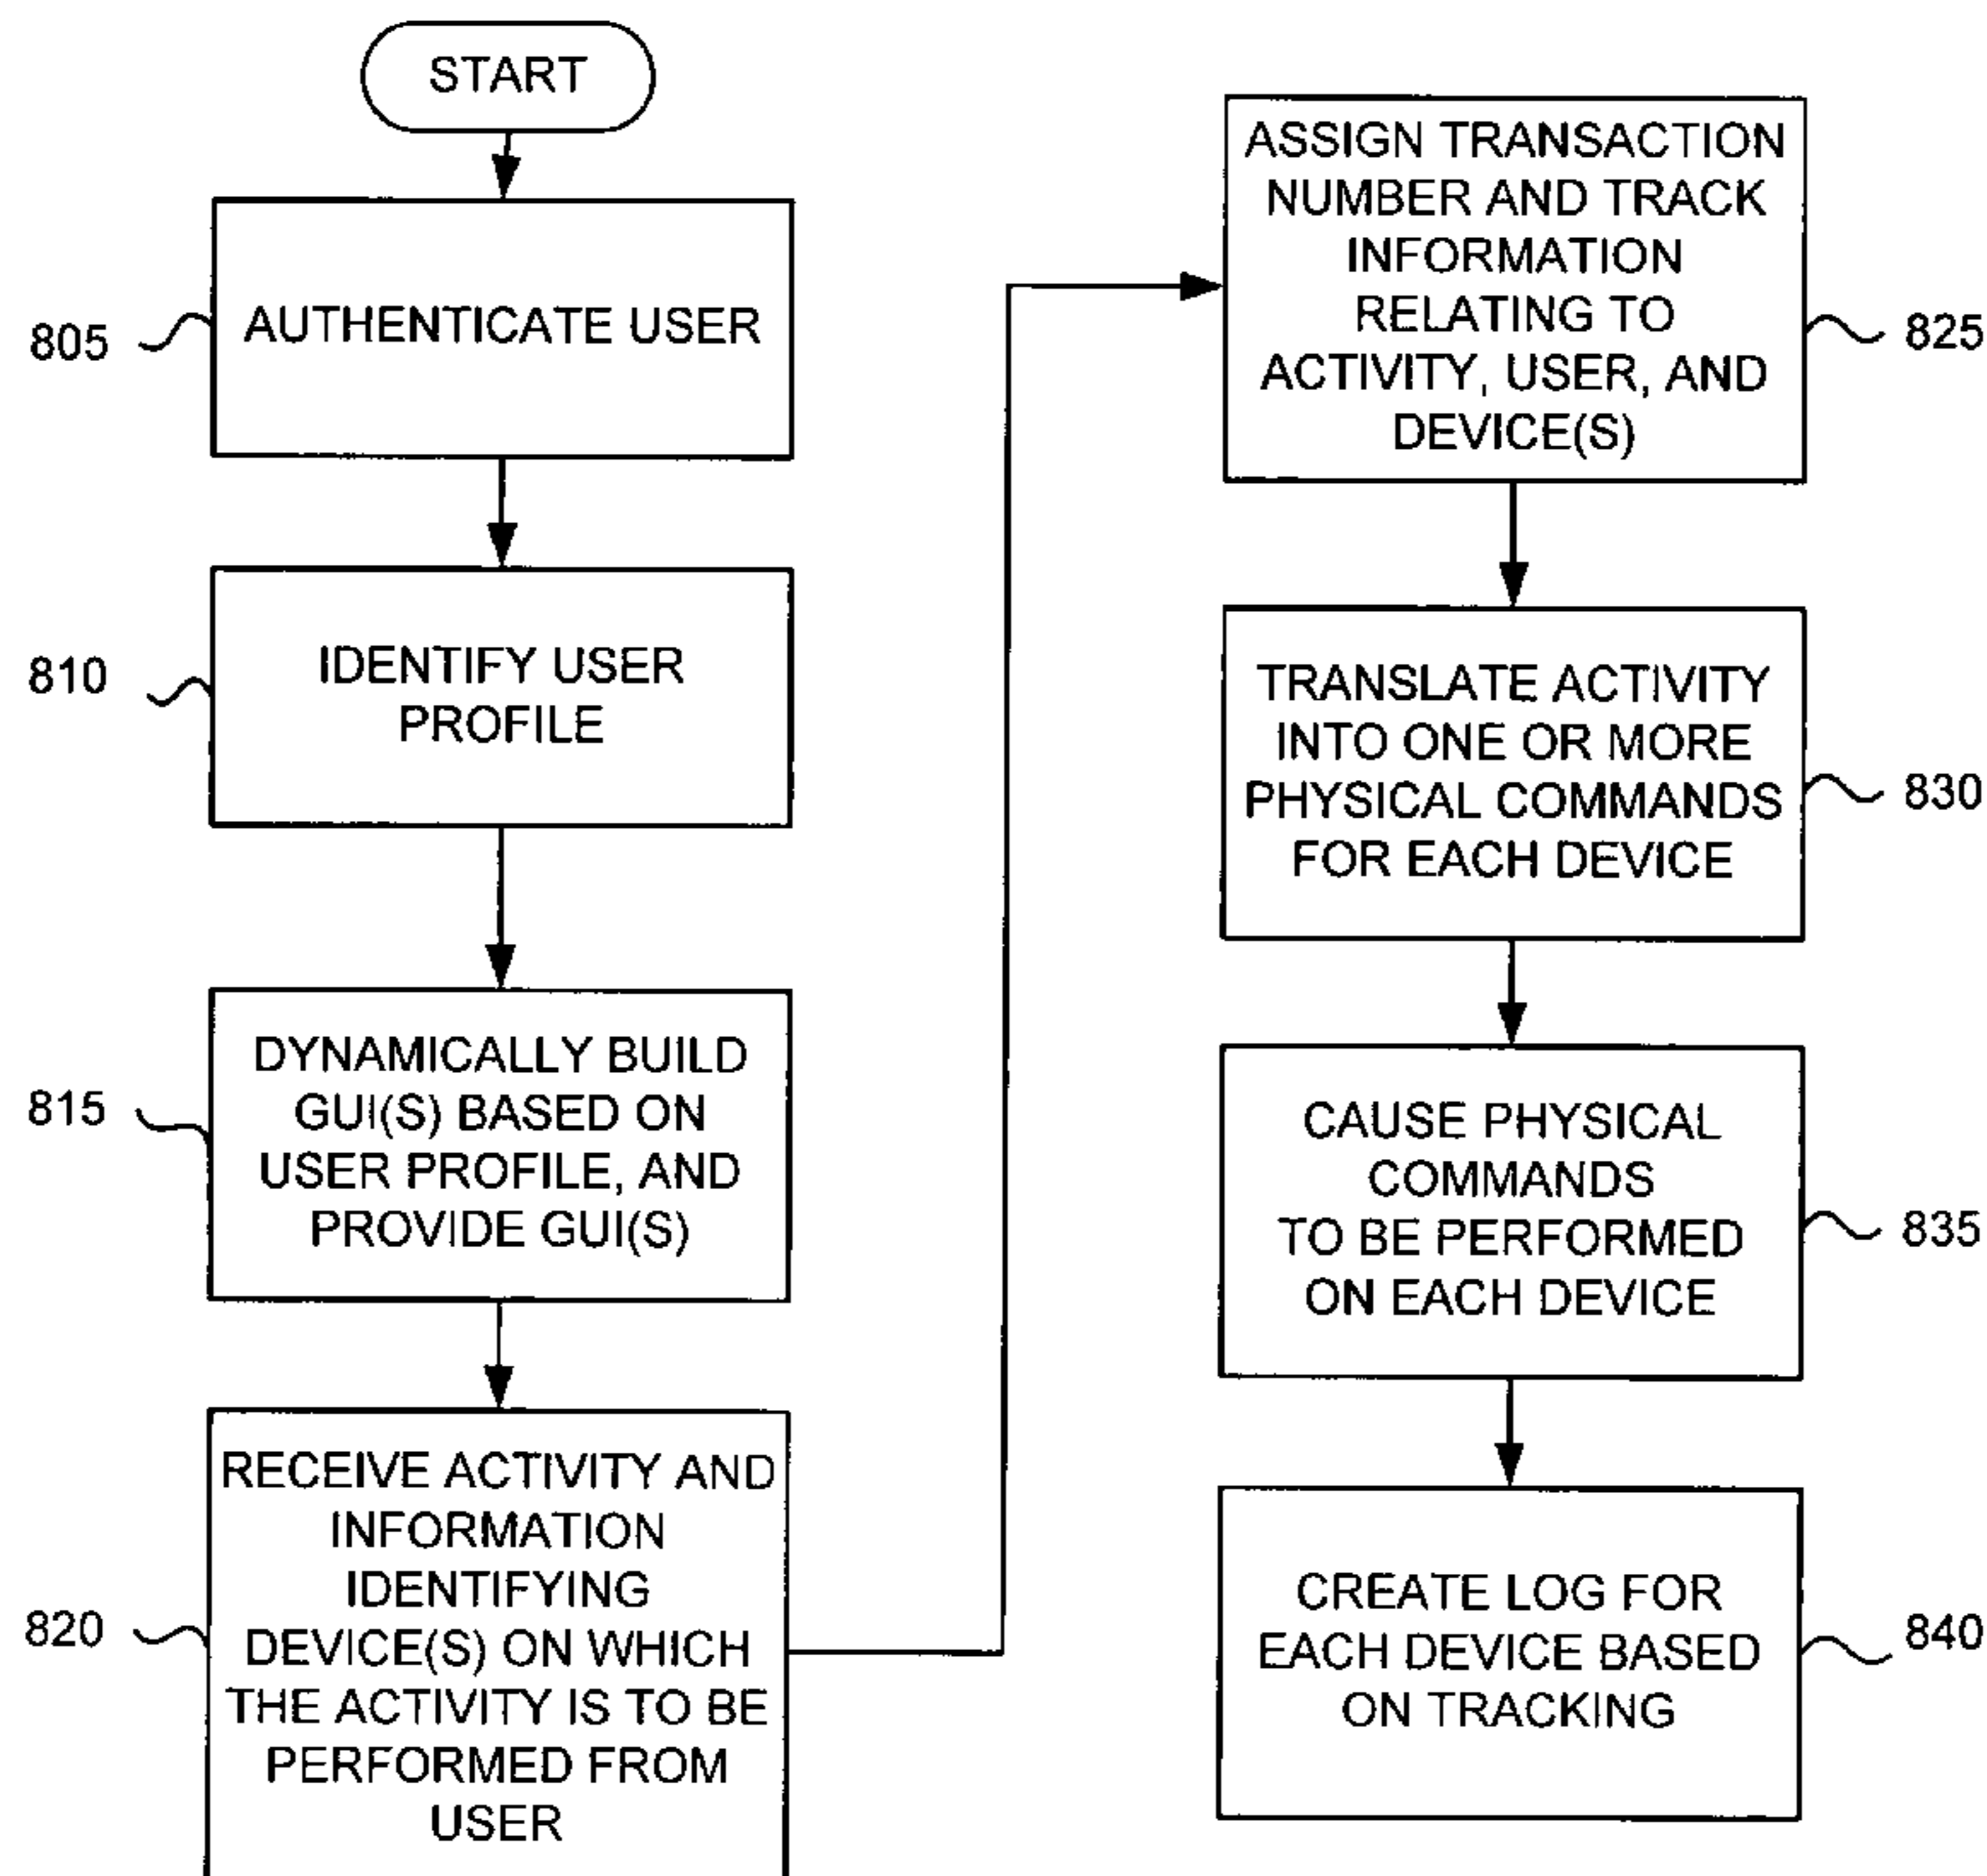 START
805
AUTHENTICATE USER
810
IDENTIFY USER
PROFILE
815
DYNAMICALLY BUILD
GUI(S) BASED ON
USER PROFILE, AND
PROVIDE GUI(S)
820
RECEIVE ACTIVITY AND
INFORMATION
IDENTIFYING
DEVICE(S) ON WHICH
THE ACTIVITY IS TO BE
PERFORMED FROM
USER
ASSIGN TRANSACTION
NUMBER AND TRACK
INFORMATION
RELATING TO
ACTIVITY, USER, AND
DEVICE(S)
825
TRANSLATE ACTIVITY
INTO ONE OR MORE
PHYSICAL COMMANDS
FOR EACH DEVICE
830
CAUSE PHYSICAL
COMMANDS
TO BE PERFORMED
ON EACH DEVICE
835
CREATE LOG FOR
EACH DEVICE BASED
ON TRACKING
840